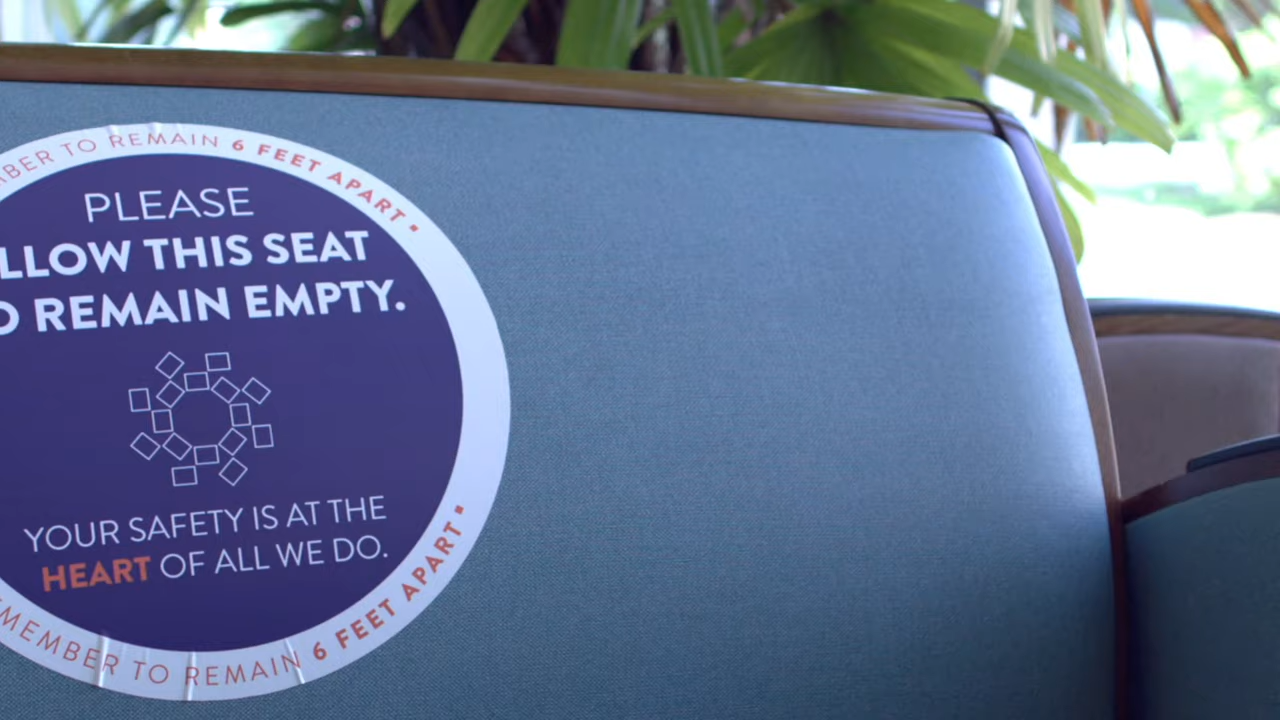 BER TO REMAIN 6 FEET APART
PLEASE
LLOW THIS SEAT
O REMAIN EMPTY.
YOUR SAFETY IS AT THE
HEART OF ALL WE DO.
MEMBER TO REMAIN 6 FEET APART